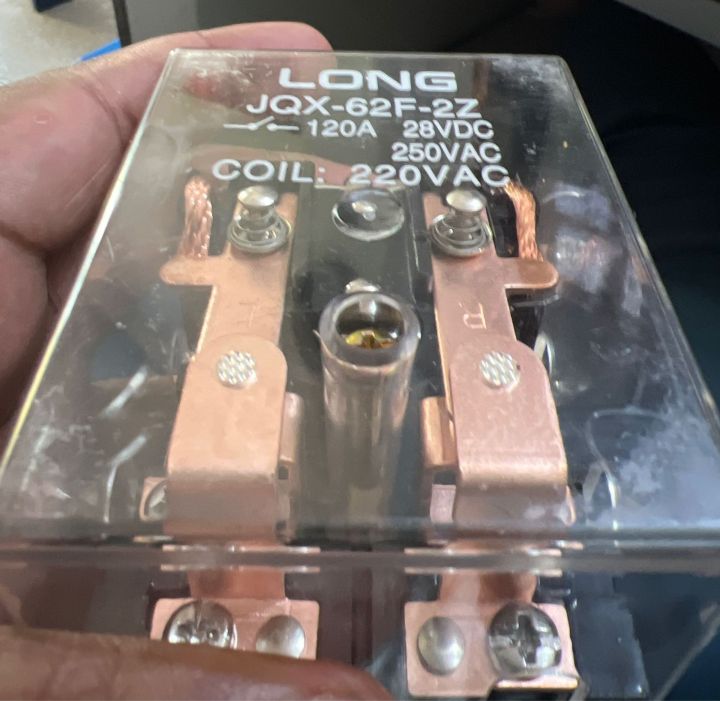 LONG
JQX-62F-2Z
120A 28VDC
250VAC
COIL: 220VAC